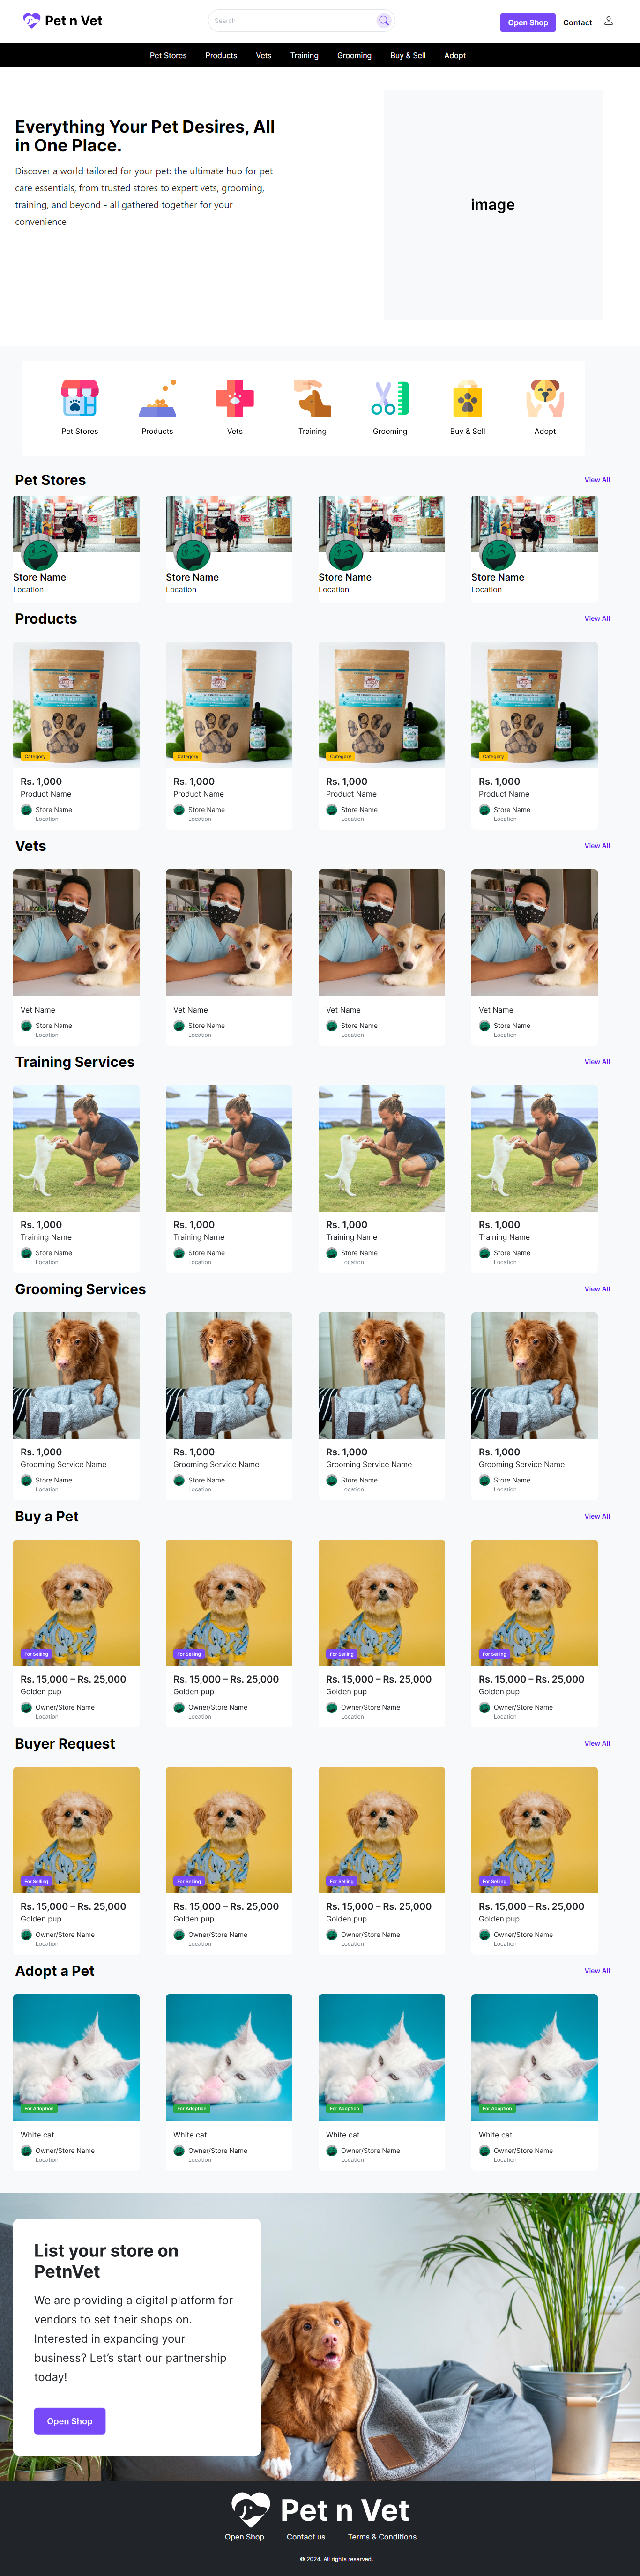 Pet n Vet
Search
Open Shop
Contact
Pet Stores
Products
Vets
Training
Grooming
Buy & Sell
Adopt
Everything Your Pet Desires, All
in One Place.
Discover a world tailored for your pet: the ultimate hub for pet
care essentials, from trusted stores to expert vets, grooming,
training, and beyond - all gathered together for your
convenience
image
Pet Stores
Products
Vets
Training
Grooming
Buy & Sell
Adopt
Pet Stores
View All
Store Name
Location
Store Name
Location
Store Name
Location
Store Name
Location
Products
View All
Category
Rs. 1,000
Product Name
Store Name
Location
Category
Rs. 1,000
Product Name
Store Name
Location
Category
Rs. 1,000
Product Name
Store Name
Location
Category
Rs. 1,000
Product Name
Store Name
Location
Vets
View All
Vet Name
Store Name
Location
Vet Name
Store Name
Location
Vet Name
Store Name
Location
Vet Name
Store Name
Location
Training Services
View All
Rs. 1,000
Training Name
Store Name
Location
Rs. 1,000
Training Name
Store Name
Location
Rs. 1,000
Training Name
Store Name
Location
Rs. 1,000
Training Name
Store Name
Location
Grooming Services
View All
Rs. 1,000
Grooming Service Name
Store Name
Location
Rs. 1,000
Grooming Service Name
Store Name
Location
Rs. 1,000
Grooming Service Name
Store Name
Location
Rs. 1,000
Grooming Service Name
Store Name
Location
Buy a Pet
View All
For Selling
Rs. 15,000 – Rs. 25,000
Golden pup
Owner/Store Name
Location
For Selling
Rs. 15,000 – Rs. 25,000
Golden pup
Owner/Store Name
Location
For Selling
Rs. 15,000 – Rs. 25,000
Golden pup
Owner/Store Name
Location
For Selling
Rs. 15,000 – Rs. 25,000
Golden pup
Owner/Store Name
Location
Buyer Request
View All
For Selling
Rs. 15,000 – Rs. 25,000
Golden pup
Owner/Store Name
Location
For Selling
Rs. 15,000 – Rs. 25,000
Golden pup
Owner/Store Name
Location
For Selling
Rs. 15,000 – Rs. 25,000
Golden pup
Owner/Store Name
Location
For Selling
Rs. 15,000 – Rs. 25,000
Golden pup
Owner/Store Name
Location
Adopt a Pet
View All
For Adoption
White cat
Owner/Store Name
Location
For Adoption
White cat
Owner/Store Name
Location
For Adoption
White cat
Owner/Store Name
Location
For Adoption
White cat
Owner/Store Name
Location
List your store on
PetnVet
We are providing a digital platform for
vendors to set their shops on.
Interested in expanding your
business? Let’s start our partnership
today!
Open Shop
Pet n Vet
Open Shop
Contact us
Terms & Conditions
© 2024. All rights reserved.